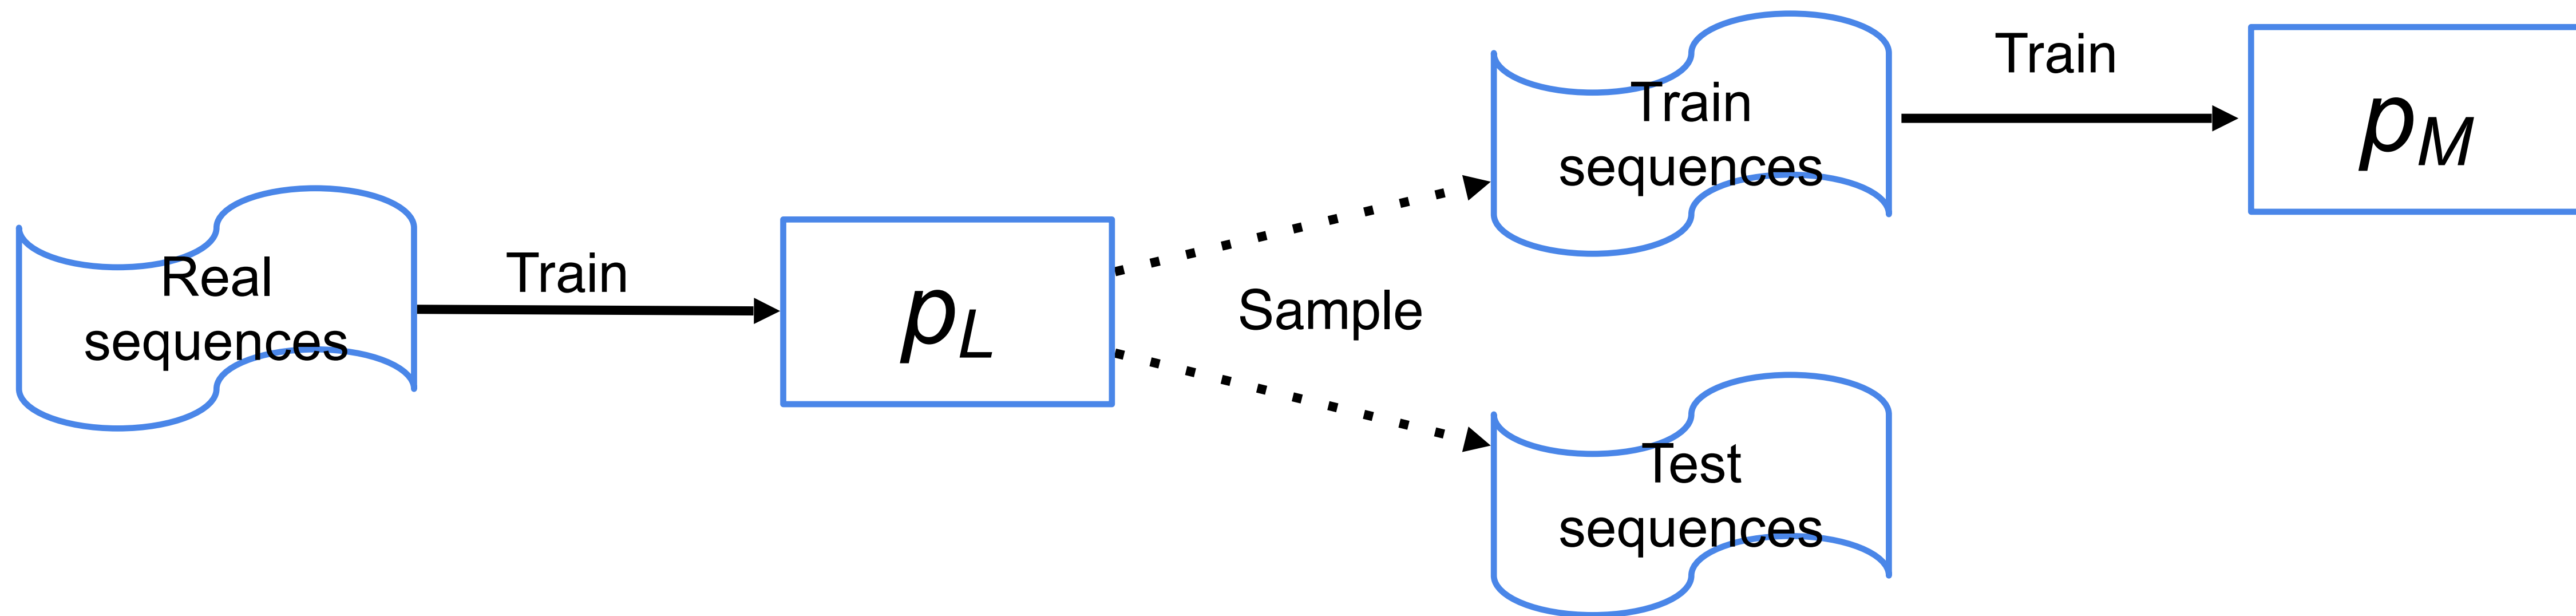 Real
sequences
Train
p_L
Sample
Train
sequences
Train
p_M
Test
sequences